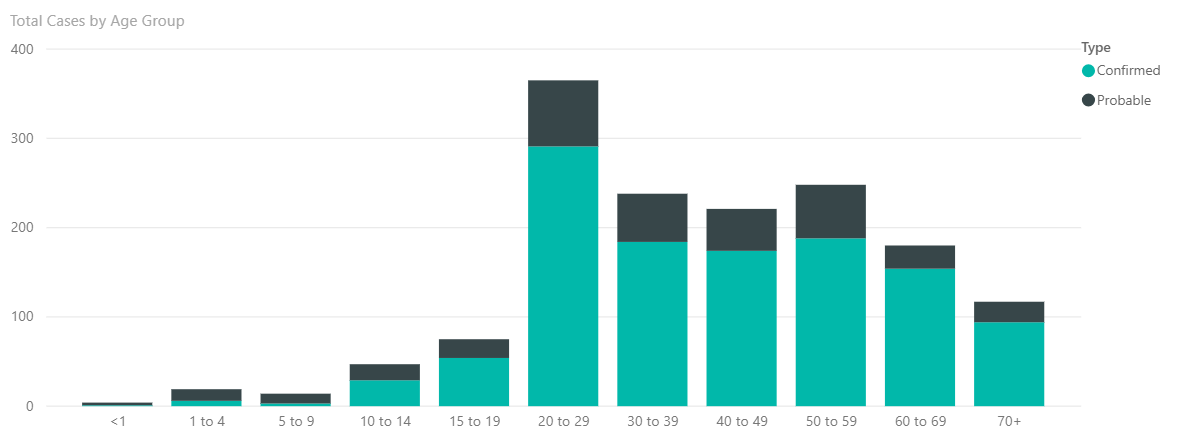 Total Cases by Age Group
Type
Confirmed
Probable
400
300
200
100
0
<1 1 to 4 5 to 9 10 to 14 15 to 19 20 to 29 30 to 39 40 to 49 50 to 59 60 to 69 70+